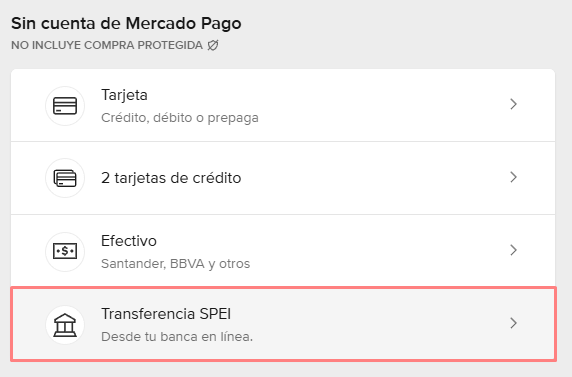 Sin cuenta de Mercado Pago
NO INCLUYE COMPRA PROTEGIDA
Tarjeta
Crédito, débito o prepaga
2 tarjetas de crédito
Efectivo
Santander, BBVA y otros
Transferencia SPEI
Desde tu banca en línea.